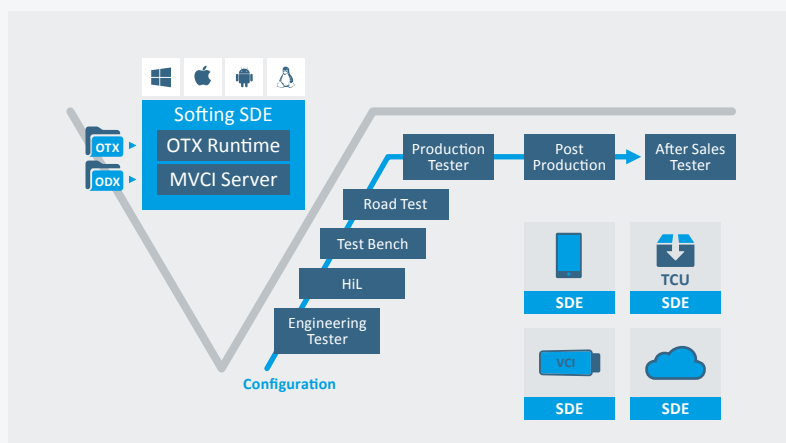 Softing SDE
OTX
OTX Runtime
ODX
MVCI Server
Production
Tester
Post
Production
After Sales
Tester
Road Test
Test Bench
HiL
Engineering
Tester
Configuration
TCU
SDE
SDE
VCI
SDE
SDE